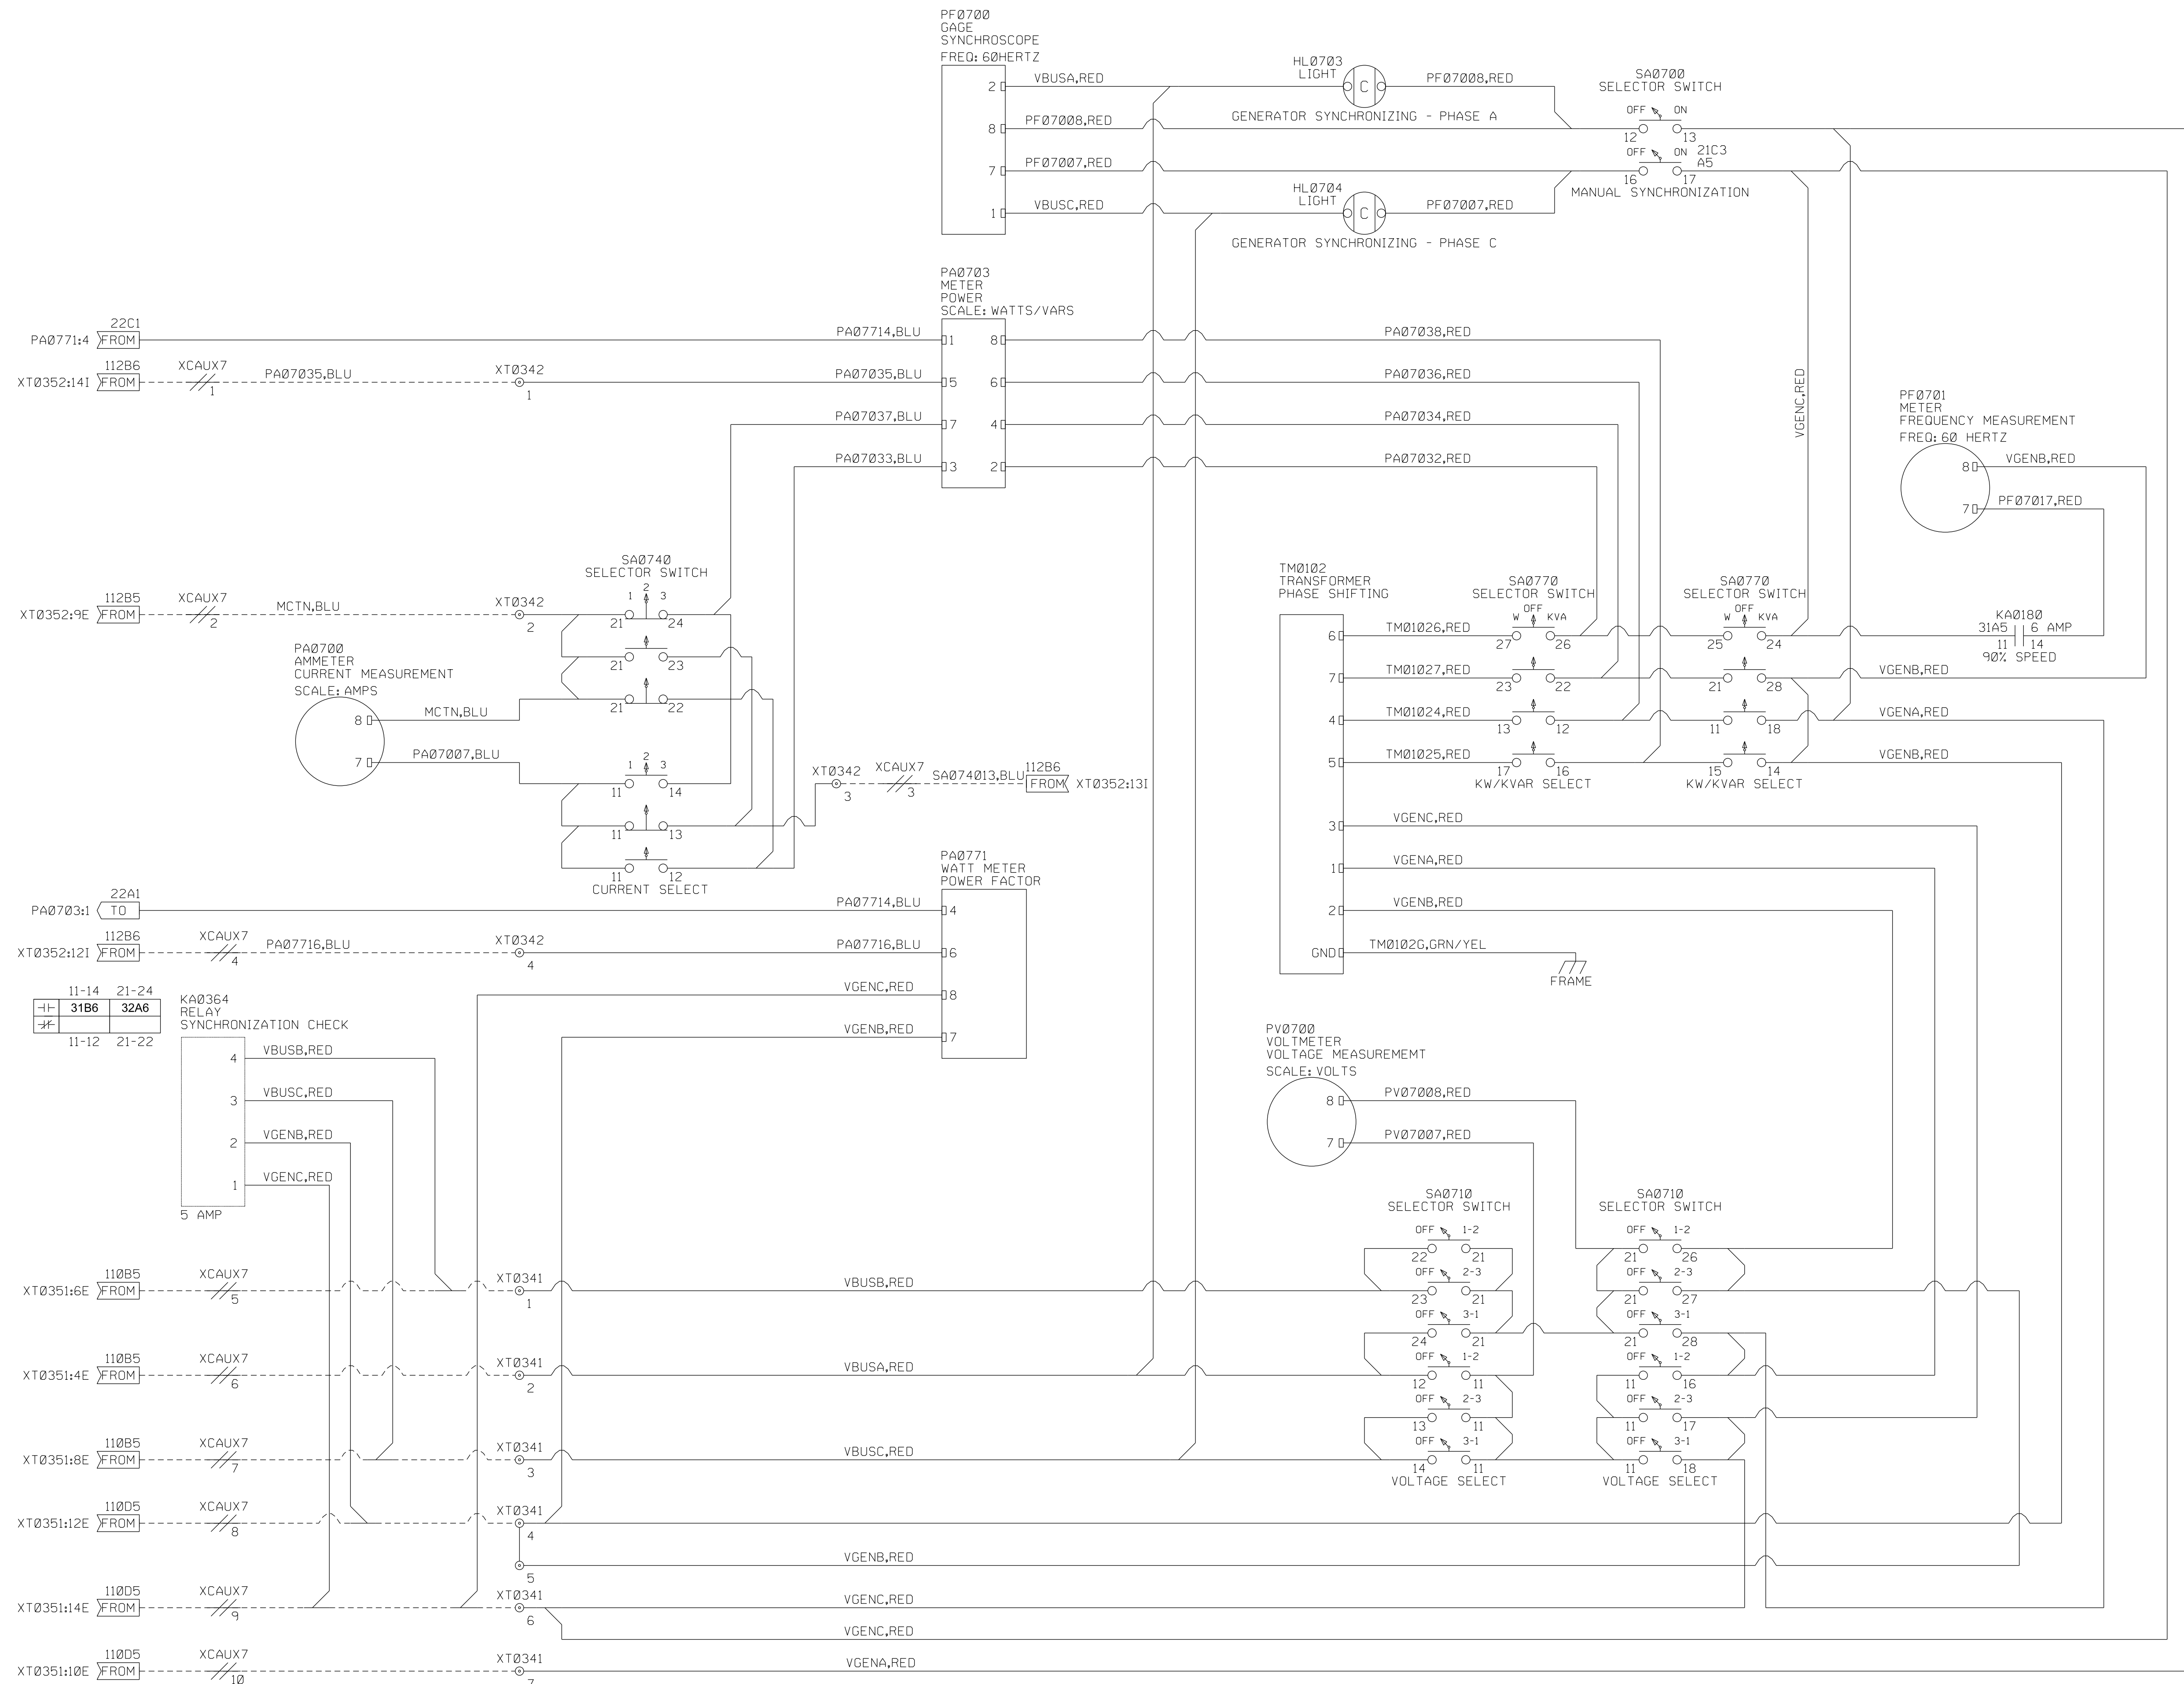 PF0700
GAGE
SYNCHROSCOPE
FREQ: 60HERTZ
2
VBUSA,RED
HL0703
LIGHT
C
PF07008,RED
SA0700
SELECTOR SWITCH
GENERATOR SYNCHRONIZING - PHASE A
OFF ON
8
PF07008,RED
12 13
OFF ON 21C3
A5
7
PF07007,RED
16 17
MANUAL SYNCHRONIZATION
HL0704
LIGHT
C
PF07007,RED
1
VBUSC,RED
GENERATOR SYNCHRONIZING - PHASE C
PA0703
METER
POWER
SCALE: WATTS/VARS
22C1
PA0771:4 FROM
PA07714,BLU
1 8
PA07038,RED
112B6
XT0352:14I FROM
XCAUX7
1
PA07035,BLU
XT0342
1
PA07035,BLU
5 6
PA07036,RED
PA07037,BLU
7 4
PA07034,RED
PA07033,BLU
3 2
PA07032,RED
VGENC,RED
PF0701
METER
FREQUENCY MEASUREMENT
FREQ: 60 HERTZ
8
VGENB,RED
7
PF07017,RED
SA0740
SELECTOR SWITCH
1 2 3
112B5
XT0352:9E FROM
XCAUX7
2
MCTN,BLU
XT0342
2
21 24
21 23
21 22
PA0700
AMMETER
CURRENT MEASUREMENT
SCALE: AMPS
8
MCTN,BLU
7
PA07007,BLU
1 2 3
11 14
11 13
11 12
CURRENT SELECT
XT0342
3
XCAUX7
3
SA074013,BLU
112B6
FROM XT0352:13I
TM0102
TRANSFORMER
PHASE SHIFTING
SA0770
SELECTOR SWITCH
OFF
W KVA
SA0770
SELECTOR SWITCH
OFF
W KVA
6
TM01026,RED
27 26
25 24
KA0180
31A5 6 AMP
11 14
90% SPEED
7
TM01027,RED
23 22
21 28
VGENB,RED
4
TM01024,RED
13 12
11 18
VGENA,RED
5
TM01025,RED
17 16
15 14
VGENB,RED
KW/KVAR SELECT
KW/KVAR SELECT
3
VGENC,RED
1
VGENA,RED
2
VGENB,RED
GND
TM0102G,GRN/YEL
FRAME
PA0771
WATT METER
POWER FACTOR
22A1
PA0703:1 TO
PA07714,BLU
4
112B6
XT0352:12I FROM
XCAUX7
4
PA07716,BLU
XT0342
4
PA07716,BLU
6
VGENC,RED
8
VGENB,RED
7
11-14 21-24
31B6 32A6
11-12 21-22
KA0364
RELAY
SYNCHRONIZATION CHECK
4
VBUSB,RED
3
VBUSC,RED
2
VGENB,RED
1
VGENC,RED
5 AMP
PV0700
VOLTMETER
VOLTAGE MEASUREMEMT
SCALE: VOLTS
8
PV07008,RED
7
PV07007,RED
SA0710
SELECTOR SWITCH
SA0710
SELECTOR SWITCH
OFF 1-2
OFF 1-2
22 21
21 26
OFF 2-3
OFF 2-3
110B5
XT0351:6E FROM
XCAUX7
5
XT0341
1
VBUSB,RED
23 21
21 27
OFF 3-1
OFF 3-1
24 21
21 28
OFF 1-2
OFF 1-2
110B5
XT0351:4E FROM
XCAUX7
6
XT0341
2
VBUSA,RED
12 11
11 16
OFF 2-3
OFF 2-3
13 11
11 17
OFF 3-1
OFF 3-1
110B5
XT0351:8E FROM
XCAUX7
7
XT0341
3
VBUSC,RED
14 11
11 18
VOLTAGE SELECT
VOLTAGE SELECT
110D5
XT0351:12E FROM
XCAUX7
8
XT0341
4
VGENB,RED
5
110D5
XT0351:14E FROM
XCAUX7
9
XT0341
6
VGENC,RED
VGENC,RED
110D5
XT0351:10E FROM
XCAUX7
10
XT0341
7
VGENA,RED